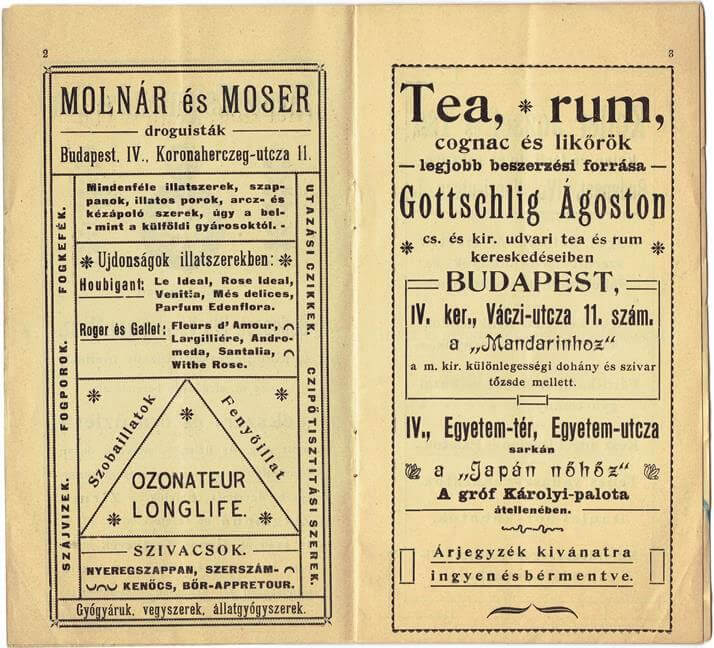 2
MOLNÁR és MOSER
droguisták
Budapest, IV., Koronaherczeg-utcza 11.
FOGKEFÉK.
FOGPOROK.
SZÁJVIZEK.
Mindenféle illatszerek, szap-
panok, illatos porok, arcz- és
kézápoló szerek, úgy a bel-
- mint a külföldi gyárosoktól. -
Ujdonságok illatszerekben:
Houbigant: Le Ideal, Rose Ideal,
Venitia, Més delices,
Parfum Edenflora.
Roger és Gallet: Fleurs d'Amour,
Largilliére, Andro-
meda, Santalia,
Withe Rose.
Szobaillatok
Fenyőillat
OZONATEUR
LONGLIFE.
SZIVACSOK.
NYEREGSZAPPAN, SZERSZÁM-
KENŐCS, BŐR-APPRETOUR.
UTAZÁSI CZIKKEK.
CZIPŐTISZTITÁSI SZEREK.
Gyógyáruk, vegyszerek, állatgyógyszerek.
3
Tea, rum,
cognac és likőrök
— legjobb beszerzési forrása —
Gottschlig Ágoston
cs. és kir. udvari tea és rum
kereskedéseiben
BUDAPEST,
IV. ker., Váczi-utcza 11. szám.
a „Mandarinhoz"
a m. kir. különlegességi dohány és szivar
tőzsde mellett.
IV., Egyetem-tér, Egyetem-utcza
sarkán
a „Japán nőhőz"
A gróf Károlyi-palota
átellenében.
Árjegyzék kivánatra
ingyen és bérmentve.